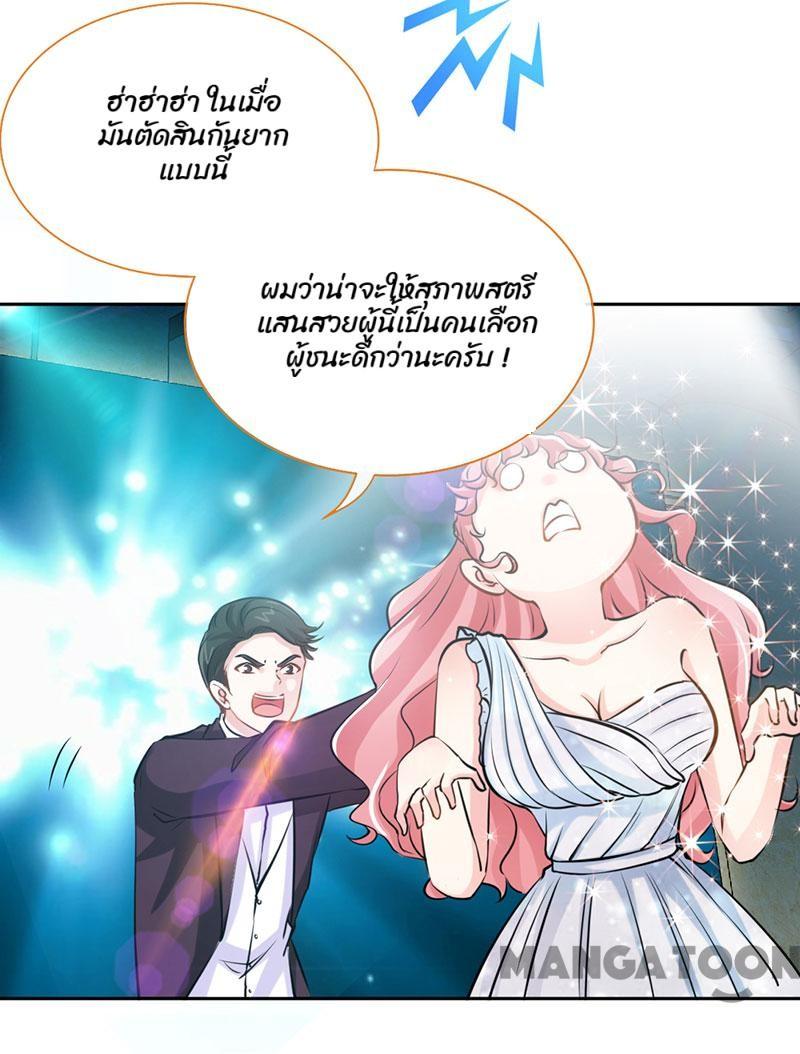 ฮ่าฮ่าฮ่า ในเมื่อ
มันตัดสินกันยาก
แบบนี้
ผมว่าน่าจะให้สุภาพสตรี
แสนสวยผู้นี้เป็นคนเลือก
ผู้ชนะดีกว่านะครับ !
MANGATOON